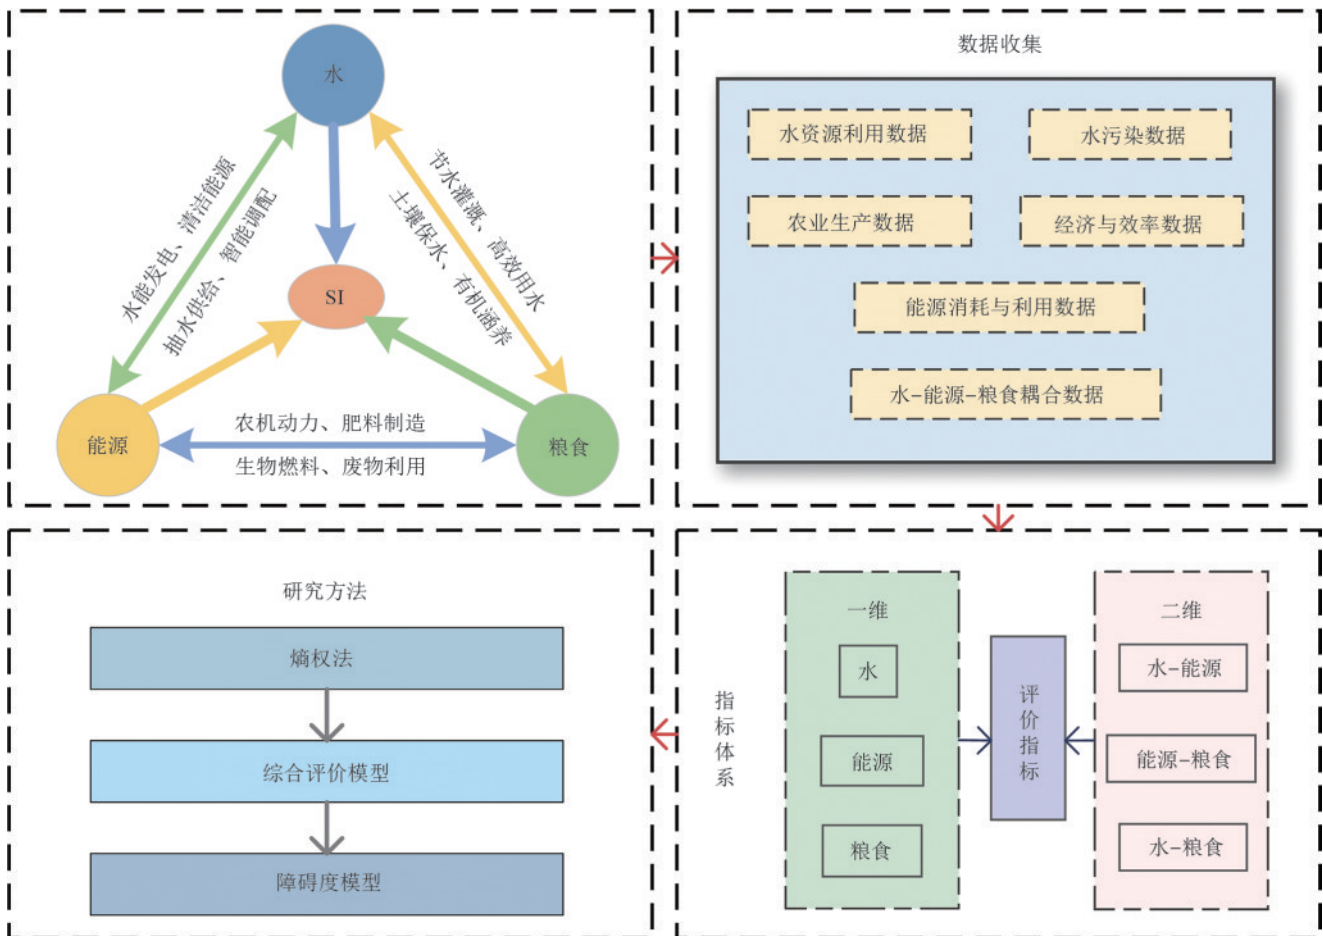 水
水能发电、清洁能源
抽水供给、智能调配
节水灌溉、高效用水
土壤保水、有机涵养
SI
能源
农机动力、肥料制造
生物燃料、废物利用
粮食
数据收集
水资源利用数据
水污染数据
农业生产数据
经济与效率数据
能源消耗与利用数据
水-能源-粮食耦合数据
指标体系
一维
水
能源
粮食
评价指标
二维
水-能源
能源-粮食
水-粮食
研究方法
熵权法
综合评价模型
障碍度模型